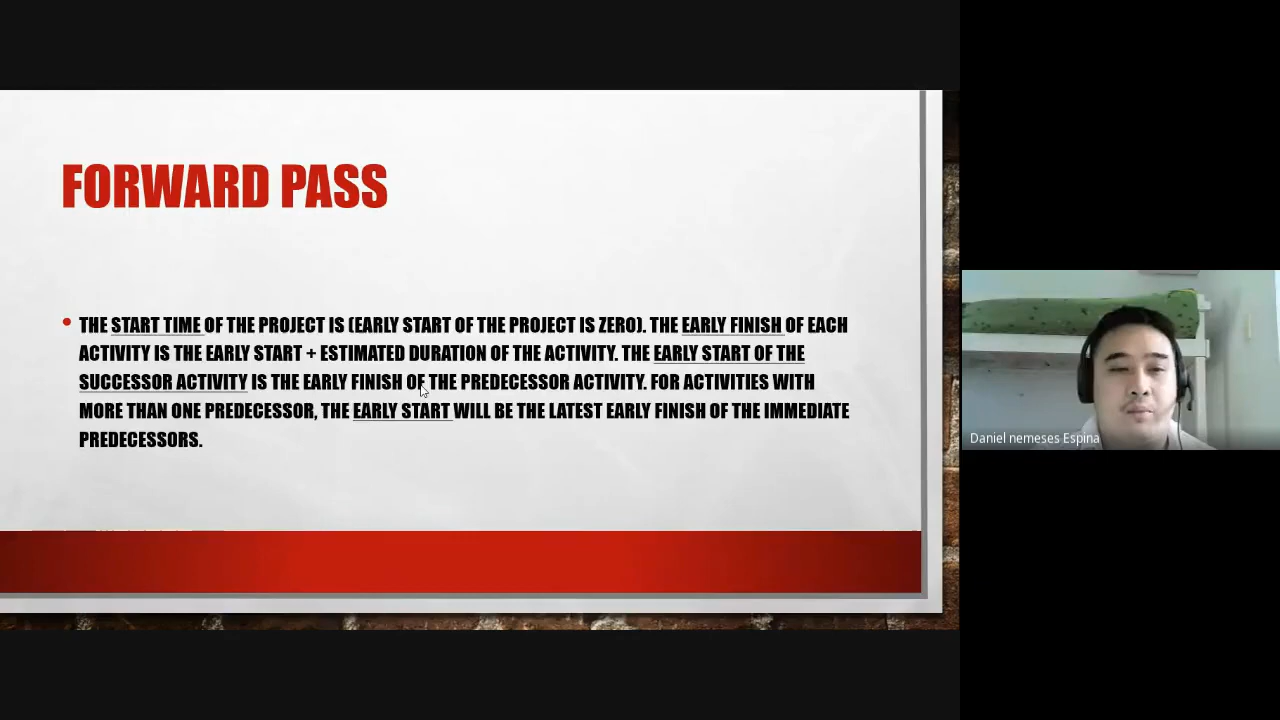 FORWARD PASS
• THE START TIME OF THE PROJECT IS (EARLY START OF THE PROJECT IS ZERO). THE EARLY FINISH OF EACH
ACTIVITY IS THE EARLY START + ESTIMATED DURATION OF THE ACTIVITY. THE EARLY START OF THE
SUCCESSOR ACTIVITY IS THE EARLY FINISH OF THE PREDECESSOR ACTIVITY. FOR ACTIVITIES WITH
MORE THAN ONE PREDECESSOR, THE EARLY START WILL BE THE LATEST EARLY FINISH OF THE IMMEDIATE
PREDECESSORS.
Daniel nemeses Espina